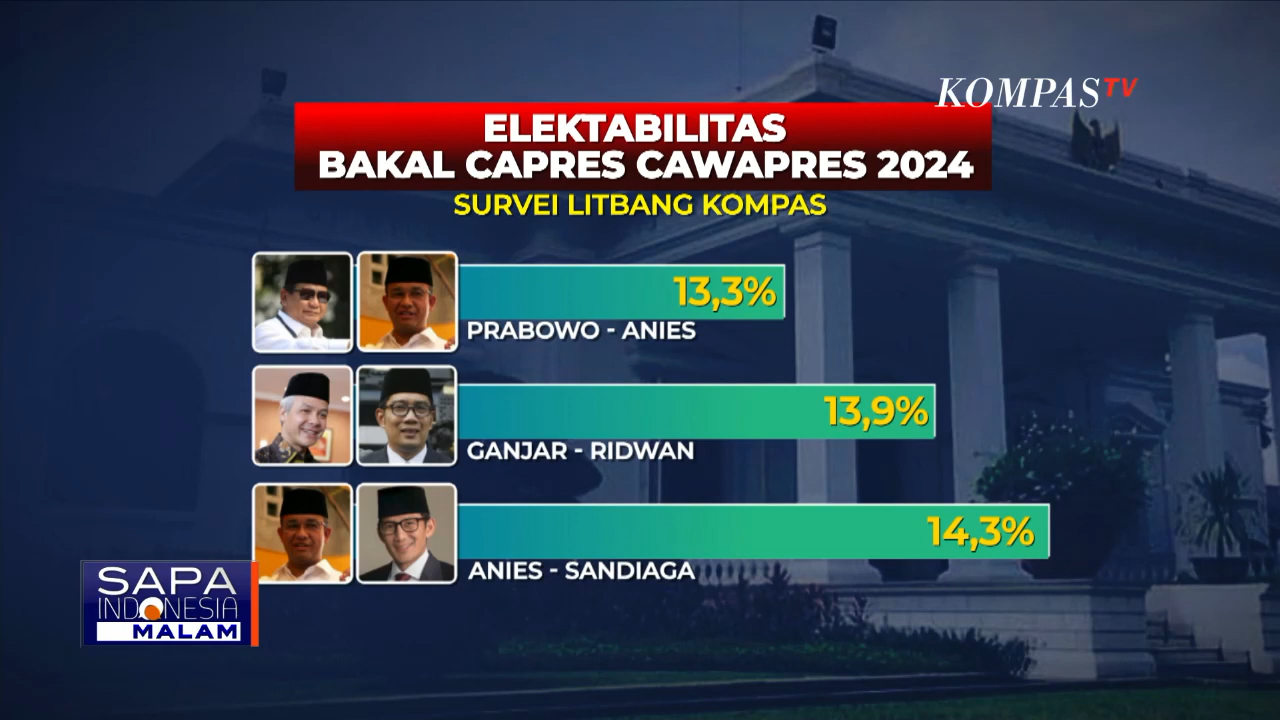 KOMPASTV
ELEKTABILITAS
BAKAL CAPRES CAWAPRES 2024
SURVEI LITBANG KOMPAS
13,3%
PRABOWO - ANIES
13,9%
GANJAR - RIDWAN
14,3%
ANIES - SANDIAGA
SAPA
INDONESIA
MALAM